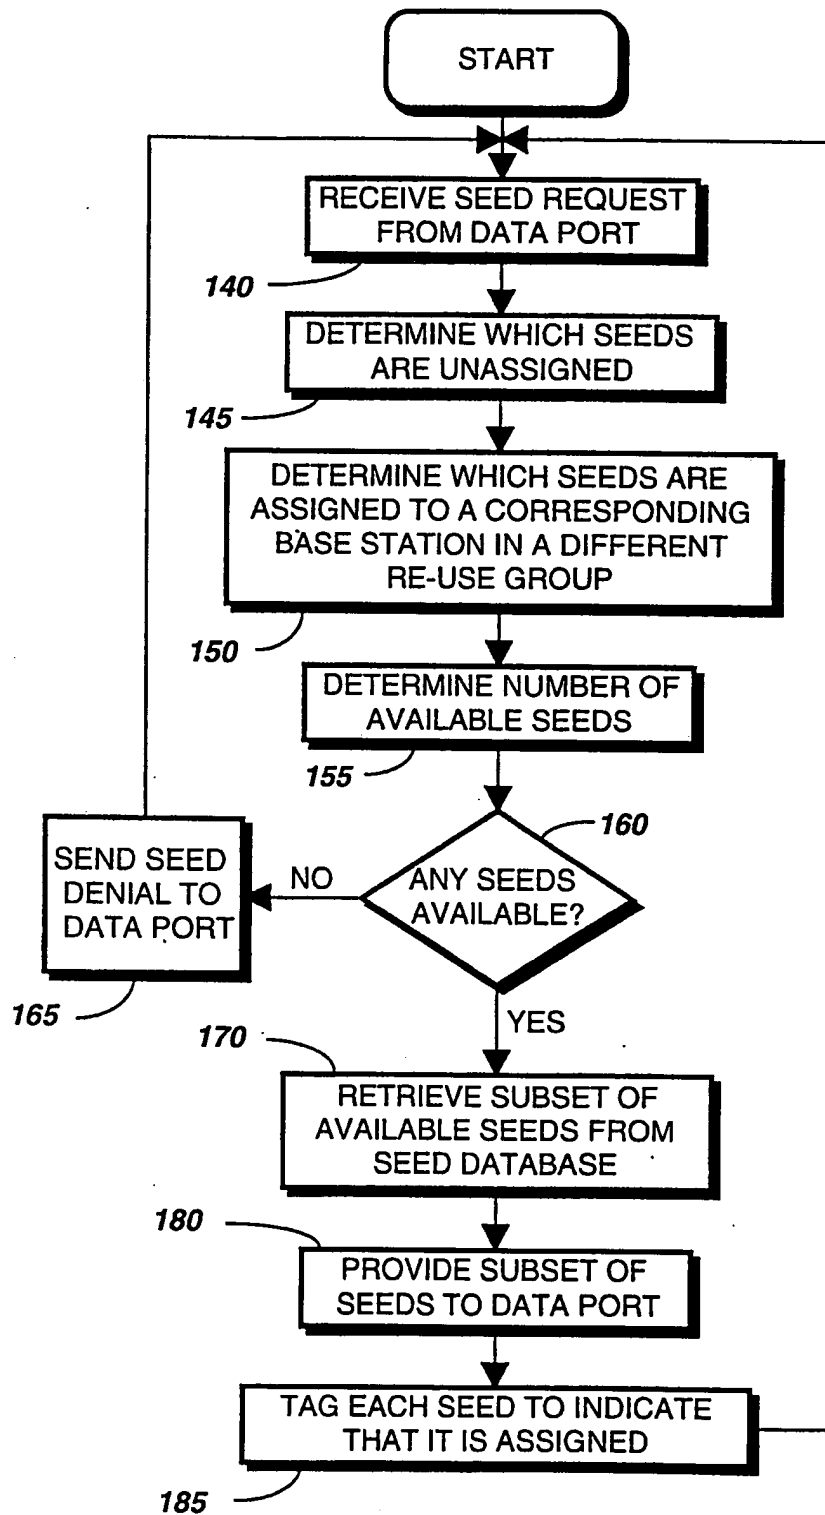 START
RECEIVE SEED REQUEST
FROM DATA PORT
140
DETERMINE WHICH SEEDS
ARE UNASSIGNED
145
DETERMINE WHICH SEEDS ARE
ASSIGNED TO A CORRESPONDING
BASE STATION IN A DIFFERENT
RE-USE GROUP
150
DETERMINE NUMBER OF
AVAILABLE SEEDS
155
160
ANY SEEDS
AVAILABLE?
NO
SEND SEED
DENIAL TO
DATA PORT
165
YES
170
RETRIEVE SUBSET OF
AVAILABLE SEEDS FROM
SEED DATABASE
180
PROVIDE SUBSET OF
SEEDS TO DATA PORT
TAG EACH SEED TO INDICATE
THAT IT IS ASSIGNED
185